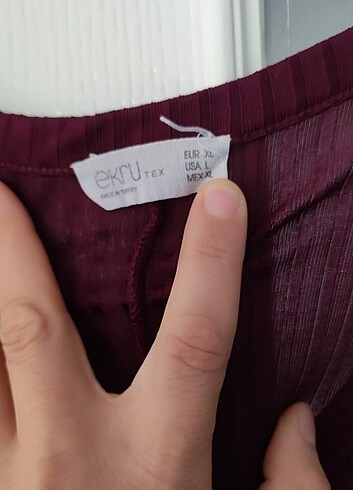 ekru TEX
MADE IN TURKEY
EUR XL
USA L
MEX XL